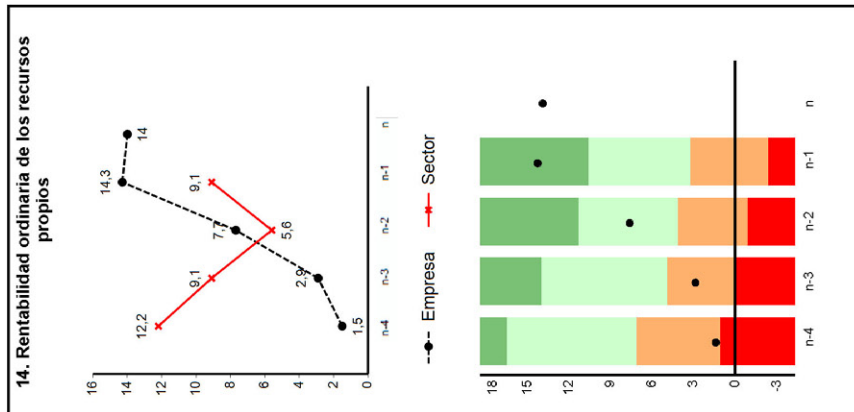 14. Rentabilidad ordinaria de los recursos
propios
16
14
12
10
8
6
4
2
0
12,2
9,1
5,6
9,1
1,5
2,9
7,7
14,3
14
n-4
n-3
n-2
n-1
n
Empresa
Sector
18
15
12
9
6
3
0
-3
n-4
n-3
n-2
n-1
n